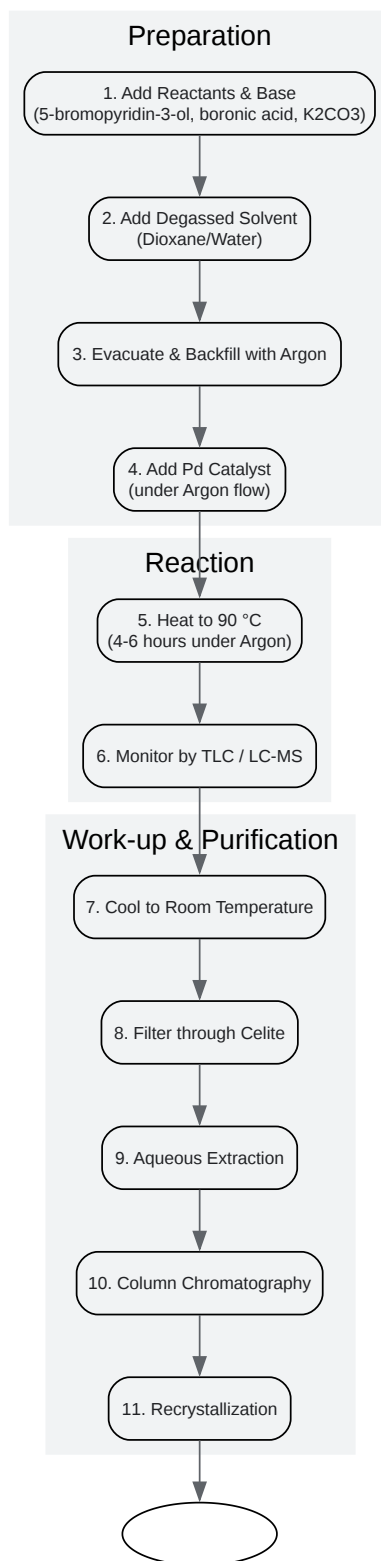 Preparation
1. Add Reactants & Base
(5-bromopyridin-3-ol, boronic acid, K2CO3)
2. Add Degassed Solvent
(Dioxane/Water)
3. Evacuate & Backfill with Argon
4. Add Pd Catalyst
(under Argon flow)
Reaction
5. Heat to 90 °C
(4-6 hours under Argon)
6. Monitor by TLC / LC-MS
Work-up & Purification
7. Cool to Room Temperature
8. Filter through Celite
9. Aqueous Extraction
10. Column Chromatography
11. Recrystallization